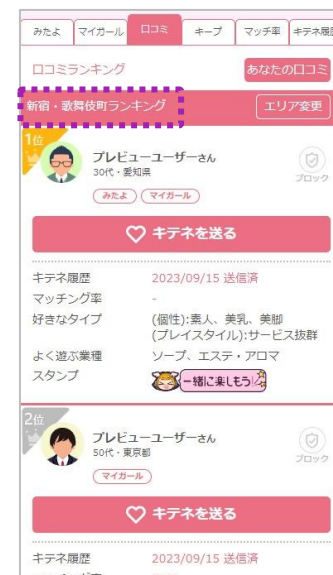 みたよ マイガール 口コミ キープ マッチ率 キテネ履歴
口コミランキング あなたの口コミ
新宿・歌舞伎町ランキング エリア変更
1位
プレビューユーザーさん
30代・愛知県
ブロック
みたよ マイガール
キテネを送る
キテネ履歴 2023/09/15 送信済
マッチング率 -
好きなタイプ (個性):素人、美乳、美脚
(プレイスタイル):サービス抜群
よく遊ぶ業種 ソープ、エステ・アロマ
スタンプ 一緒に楽しもう!
2位
プレビューユーザーさん
50代・東京都
ブロック
マイガール
キテネを送る
キテネ履歴 2023/09/15 送信済